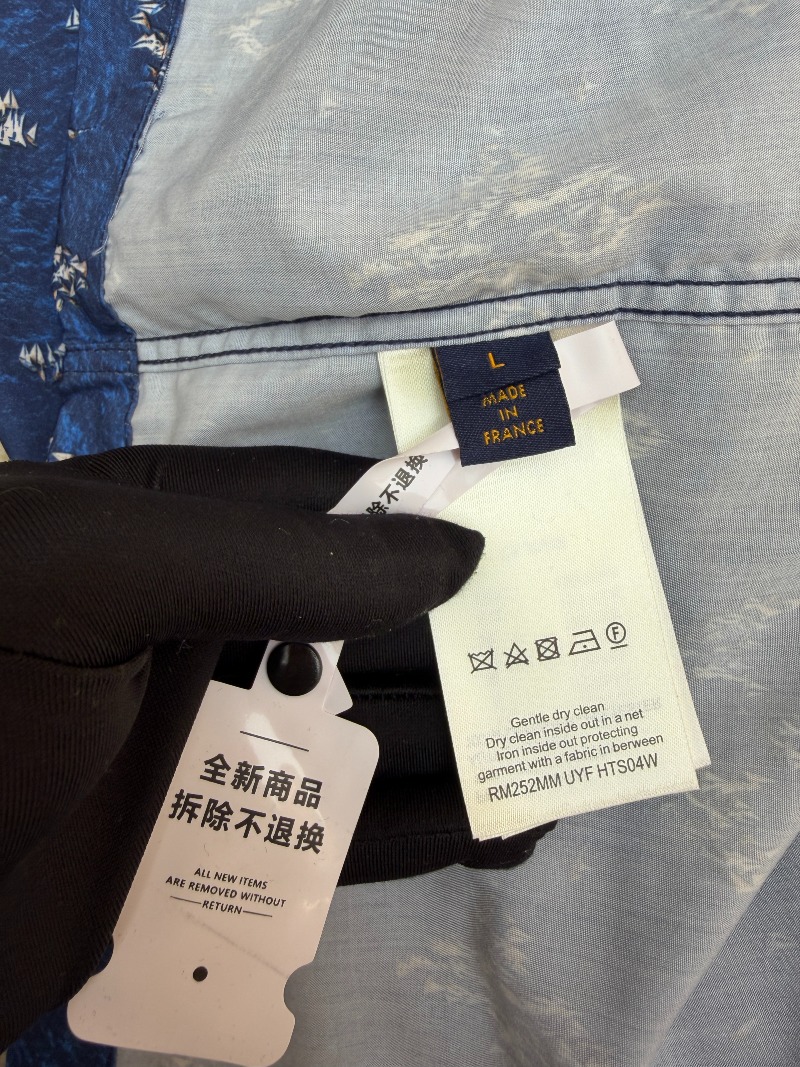 L
MADE
IN
FRANCE
除不退换
Gentle dry clean
Dry clean inside out in a net
Iron inside out protecting
garment with a fabric in berween
RM252MM UYF HTS04W
F
全新商品
拆除不退换
ALL NEW ITEMS
ARE REMOVED WITHOUT
RETURN